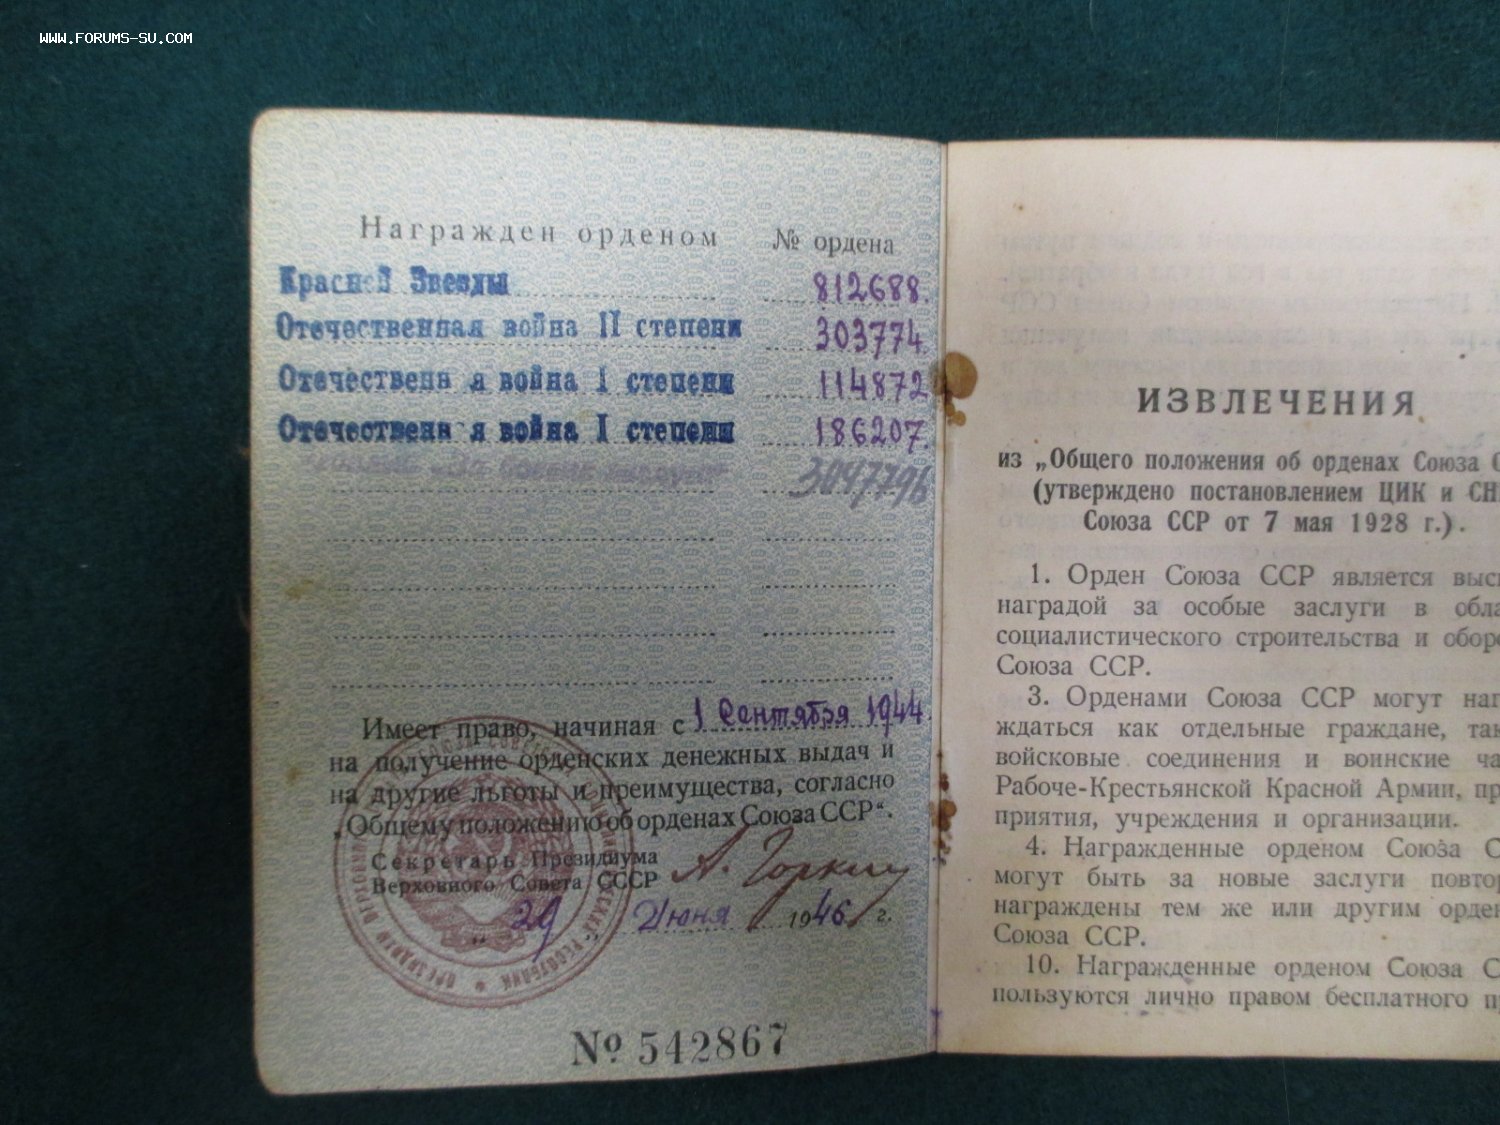 WWW.FORUMS-SU.COM
Награжден орденом № ордена
Красной Звезды 812688
Отечественная война II степени 303774
Отечествен я война I степени 114872
Отечествен я война I степени 186207
„За боевые заслуги“ 3047796
Имеет право, начиная с 1 Сентября 1944
на получение орденских денежных выдач и
на другие льготы и преимущества, согласно
„Общему положению об орденах Союза ССР“.
Секретарь Президиума
Верховного Совета СССР А. Горкин
„29„ Июня 1946 г.
№ 542867
ИЗВЛЕЧЕНИЯ
из „Общего положения об орденах Союза
(утверждено постановлением ЦИК и СН
Союза ССР от 7 мая 1928 г.).
1. Орден Союза ССР является выс
наградой за особые заслуги в обла
социалистического строительства и оборо
Союза ССР.
3. Орденами Союза ССР могут наг
ждаться как отдельные граждане, так
войсковые соединения и воинские ча
Рабоче-Крестьянской Красной Армии, пр
приятия, учреждения и организации.
4. Награжденные орденом Союза С
могут быть за новые заслуги повтор
награждены тем же или другим орде
Союза ССР.
10. Награжденные орденом Союза С
пользуются лично правом бесплатного п